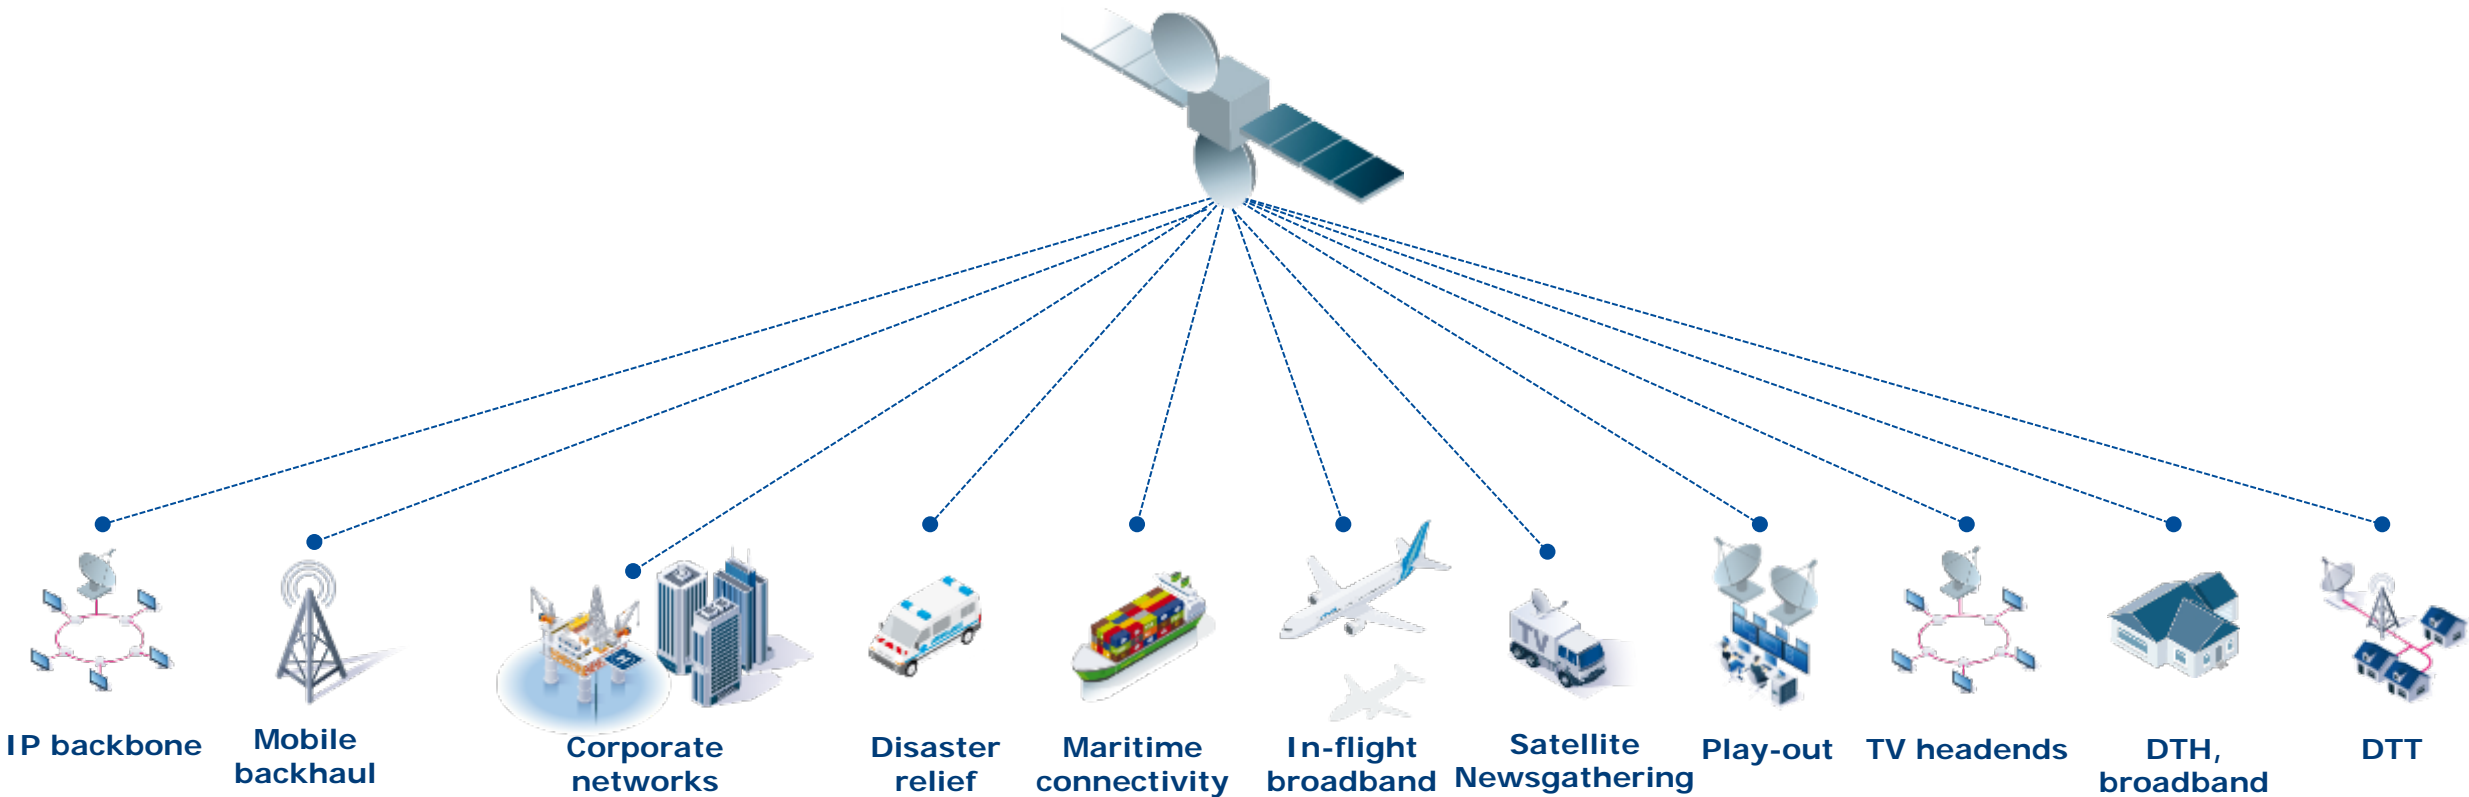 TV
IP backbone
Mobile
backhaul
Corporate
networks
Disaster
relief
Maritime
connectivity
In-flight
broadband
Satellite
Newsgathering
Play-out
TV headends
DTH,
broadband
DTT